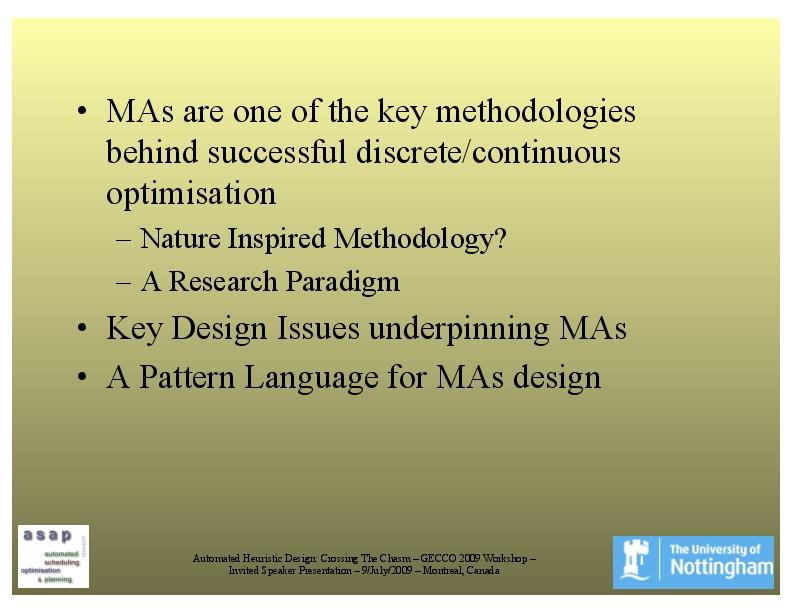 • MAs are one of the key methodologies
behind successful discrete/continuous
optimisation
– Nature Inspired Methodology?
– A Research Paradigm
• Key Design Issues underpinning MAs
• A Pattern Language for MAs design
asap
research
automated
scheduling
optimisation
& planning
Automated Heuristic Design: Crossing The Chasm – GECCO 2009 Workshop –
Invited Speaker Presentation – 9/July/2009 – Montreal, Canada
The University of
Nottingham